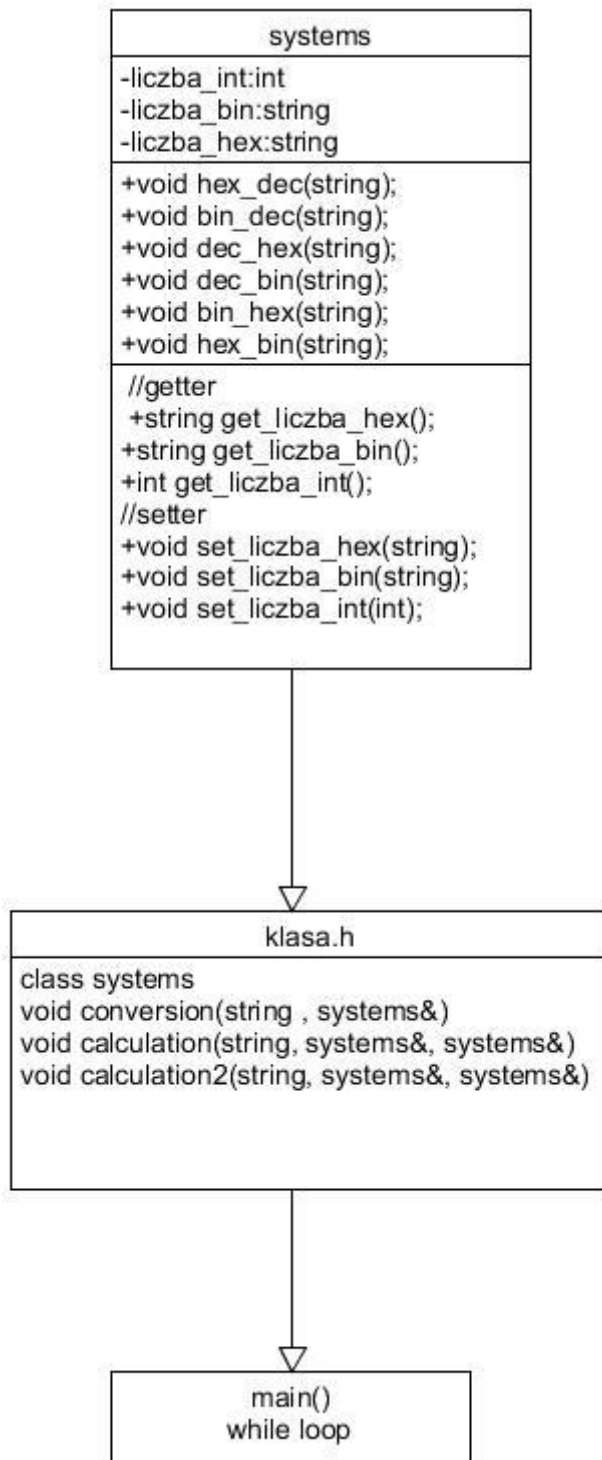 systems
-liczba_int:int
-liczba_bin:string
-liczba_hex:string
+void hex_dec(string);
+void bin_dec(string);
+void dec_hex(string);
+void dec_bin(string);
+void bin_hex(string);
+void hex_bin(string);
//getter
+string get_liczba_hex();
+string get_liczba_bin();
+int get_liczba_int();
//setter
+void set_liczba_hex(string);
+void set_liczba_bin(string);
+void set_liczba_int(int);
klasa.h
class systems
void conversion(string , systems&)
void calculation(string, systems&, systems&)
void calculation2(string, systems&, systems&)
main()
while loop